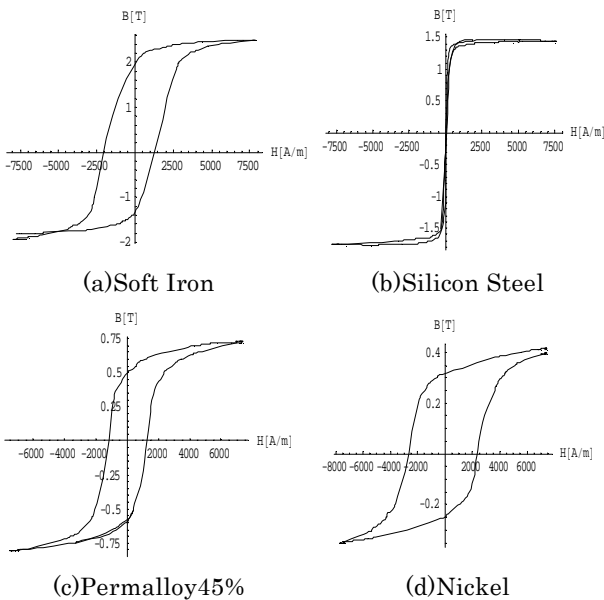 B[T]
2
1
-7500 -5000 -2500 2500 5000 7500
H[A/m]
-1
-2
(a)Soft Iron
B[T]
1.5
1
0.5
-7500 -5000 -2500 2500 5000 7500
H[A/m]
-0.5
-1
-1.5
(b)Silicon Steel
B[T]
0.75
0.5
0.25
-6000 -4000 -2000 2000 4000 6000
H[A/m]
-0.25
-0.5
-0.75
(c)Permalloy45%
B[T]
0.4
0.2
-8000 -6000 -4000 -2000 2000 4000 6000
H[A/m]
-0.2
(d)Nickel